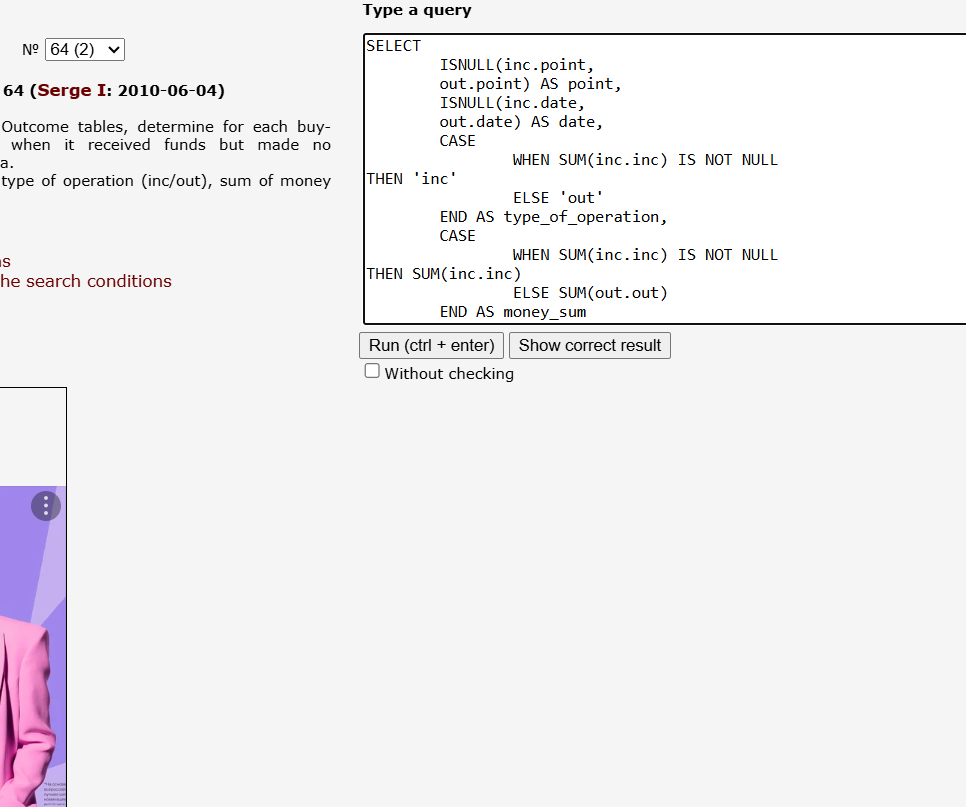 Type a query
№ 64 (2)
64 (Serge I: 2010-06-04)
Outcome tables, determine for each buy-
when it received funds but made no
a.
type of operation (inc/out), sum of money
he search conditions
SELECT
ISNULL(inc.point,
out.point) AS point,
ISNULL(inc.date,
out.date) AS date,
CASE
WHEN SUM(inc.inc) IS NOT NULL
THEN 'inc'
ELSE 'out'
END AS type_of_operation,
CASE
WHEN SUM(inc.inc) IS NOT NULL
THEN SUM(inc.inc)
ELSE SUM(out.out)
END AS money_sum
Run (ctrl + enter) Show correct result
Without checking